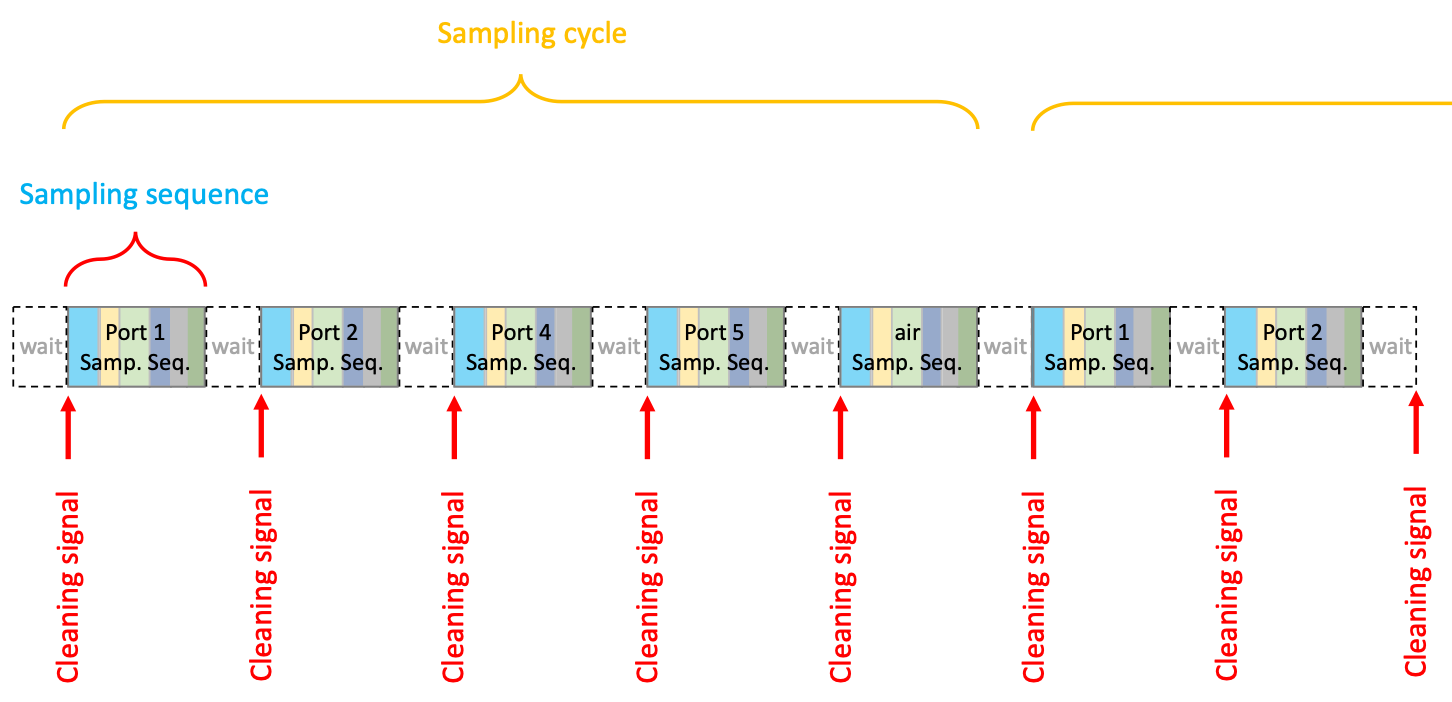 Sampling cycle
Sampling sequence
wait
Port 1
Samp. Seq.
wait
Port 2
Samp. Seq.
wait
Port 4
Samp. Seq.
wait
Port 5
Samp. Seq.
wait
air
Samp. Seq.
wait
Port 1
Samp. Seq.
wait
Port 2
Samp. Seq.
wait
Cleaning signal
Cleaning signal
Cleaning signal
Cleaning signal
Cleaning signal
Cleaning signal
Cleaning signal
Cleaning signal